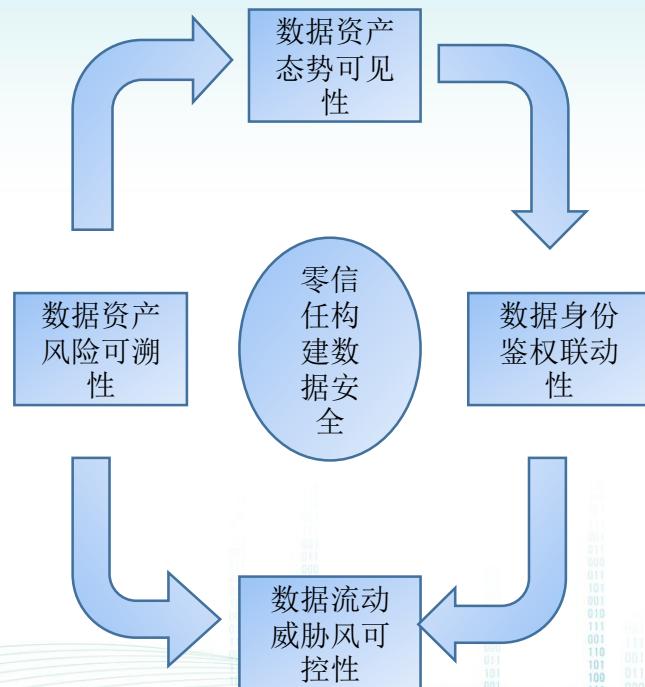 数据资产
态势可见
性
零信
任构
建数
据安
全
数据资产
风险可溯
性
数据身份
鉴权联动
性
数据流动
威胁风可
控性